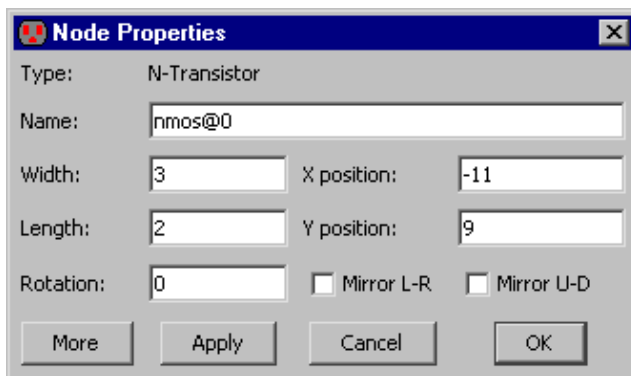 Node Properties
Type: N-Transistor
Name: nmos@0
Width: 3 X position: -11
Length: 2 Y position: 9
Rotation: 0 Mirror L-R Mirror U-D
More Apply Cancel OK